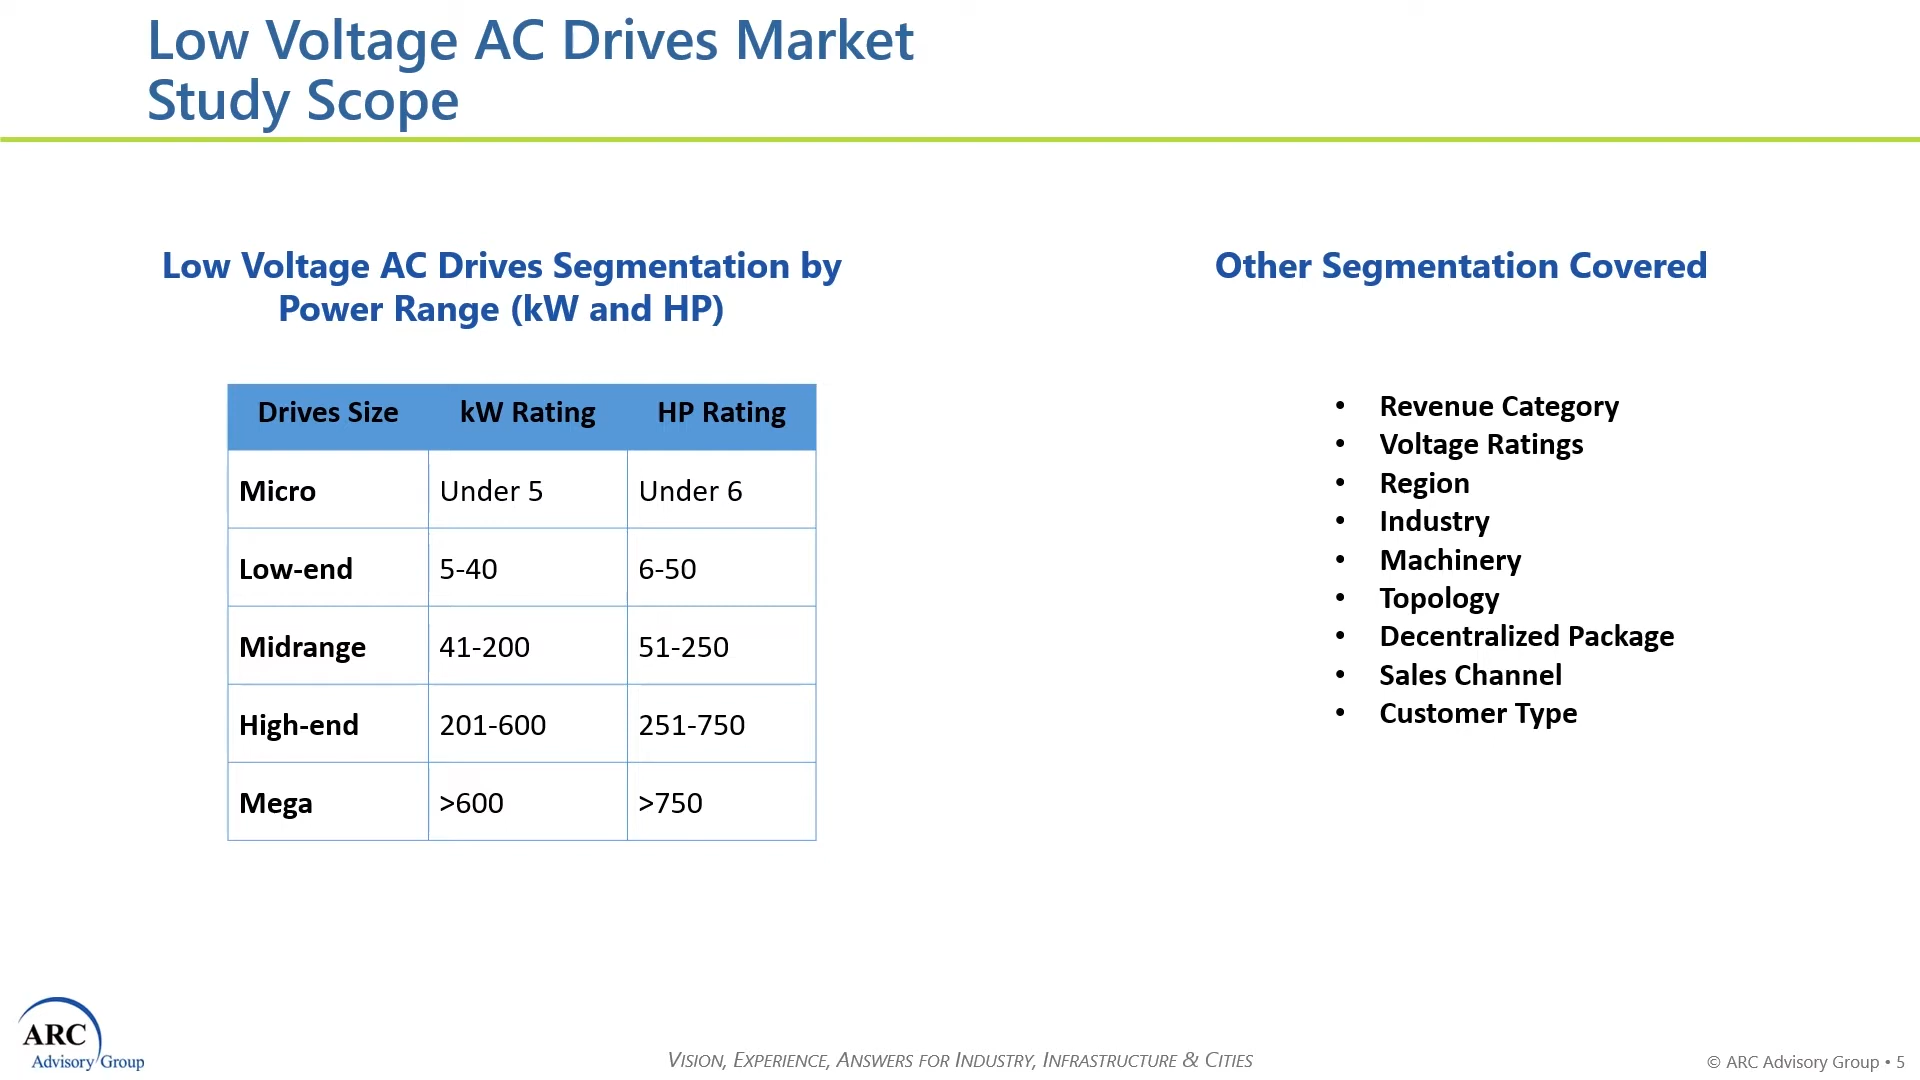 Low Voltage AC Drives Market
Study Scope
Low Voltage AC Drives Segmentation by
Power Range (kW and HP)
Drives Size kW Rating HP Rating
Micro Under 5 Under 6
Low-end 5-40 6-50
Midrange 41-200 51-250
High-end 201-600 251-750
Mega >600 >750
Other Segmentation Covered
• Revenue Category
• Voltage Ratings
• Region
• Industry
• Machinery
• Topology
• Decentralized Package
• Sales Channel
• Customer Type
ARC
Advisory Group
VISION, EXPERIENCE, ANSWERS FOR INDUSTRY, INFRASTRUCTURE & CITIES
© ARC Advisory Group • 5